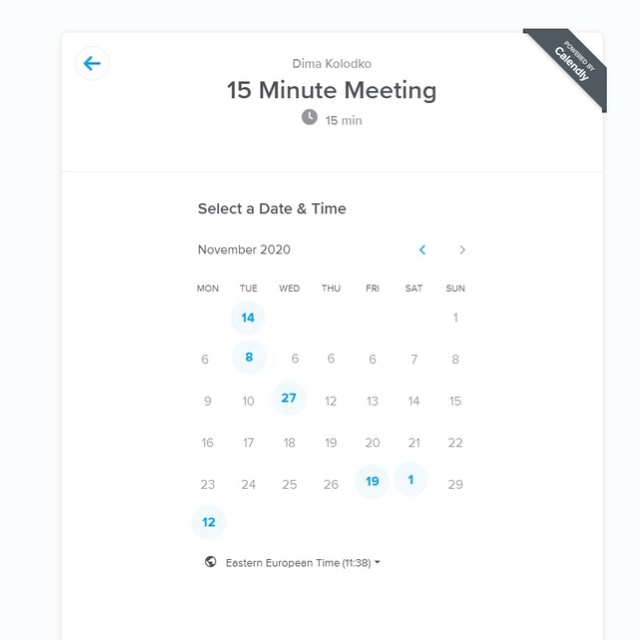 POWERED BY
Calendly
Dima Kolodko
15 Minute Meeting
15 min
Select a Date & Time
November 2020
MON TUE WED THU FRI SAT SUN
14 1
6 8 6 6 6 7 8
9 10 27 12 13 14 15
16 17 18 19 20 21 22
23 24 25 26 19 1 29
12
Eastern European Time (11:38)